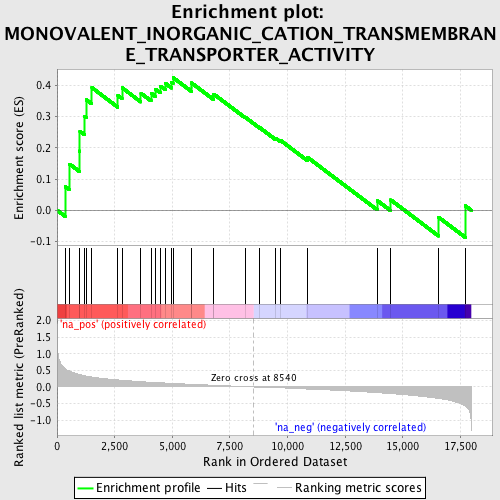 Enrichment plot:
MONOVALENT_INORGANIC_CATION_TRANSMEMBRAN
E_TRANSPORTER_ACTIVITY
Enrichment score (ES)
0.4
0.3
0.2
0.1
0.0
-0.1
'na_pos' (positively correlated)
Ranked list metric (PreRanked)
2.0
1.5
1.0
0.5
0.0
-0.5
-1.0
Zero cross at 8540
'na_neg' (negatively correlated)
0 2,500 5,000 7,500 10,000 12,500 15,000 17,500
Rank in Ordered Dataset
Enrichment profile Hits Ranking metric scores